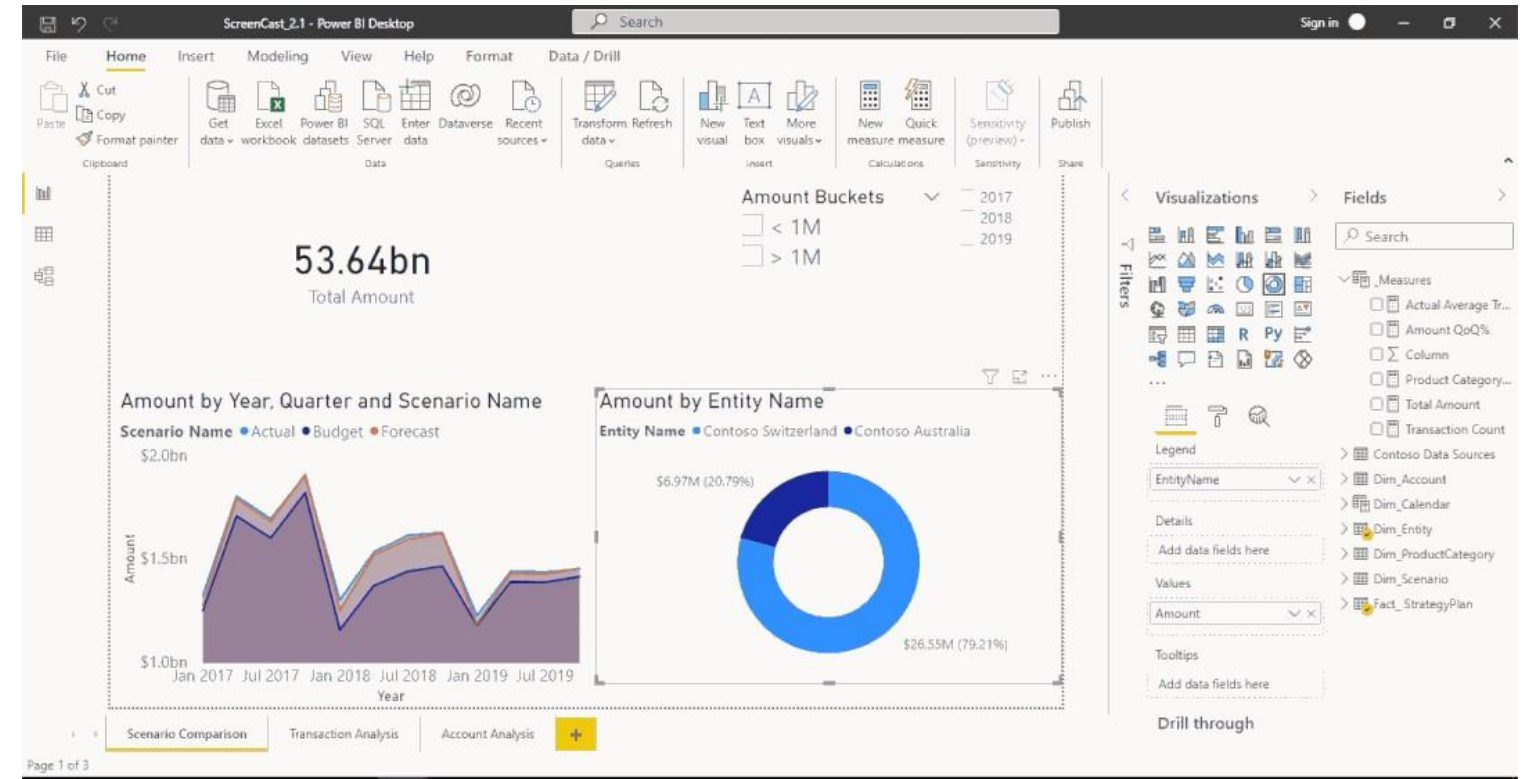 ScreenCast_2.1 - Power BI Desktop
Search
Sign in
File Home Insert Modeling View Help Format Data / Drill
Paste
Cut
Copy
Format painter
Clipboard
Get data
Excel workbook
Power BI datasets
SQL Server
Enter data
Dataverse
Recent sources
Data
Transform data
Refresh
Queries
New visual
Text box
More visuals
Insert
New measure
Quick measure
Calculations
Sensitivity (preview)
Sensitivity
Publish
Share
53.64bn
Total Amount
Amount Buckets
< 1M
> 1M
2017
2018
2019
Amount by Year, Quarter and Scenario Name
Scenario Name Actual Budget Forecast
$2.0bn
$1.5bn
$1.0bn
Amount
Jan 2017 Jul 2017 Jan 2018 Jul 2018 Jan 2019 Jul 2019
Year
Amount by Entity Name
Entity Name Contoso Switzerland Contoso Australia
$6.97M (20.79%)
$26.55M (79.21%)
Filters
Visualizations
R Py
...
Legend
EntityName
Details
Add data fields here
Values
Amount
Tooltips
Add data fields here
Drill through
Fields
Search
_Measures
Actual Average Tr...
Amount QoQ%
Column
Product Category...
Total Amount
Transaction Count
Contoso Data Sources
Dim_Account
Dim_Calendar
Dim_Entity
Dim_ProductCategory
Dim_Scenario
Fact_StrategyPlan
Scenario Comparison Transaction Analysis Account Analysis +
Page 1 of 3